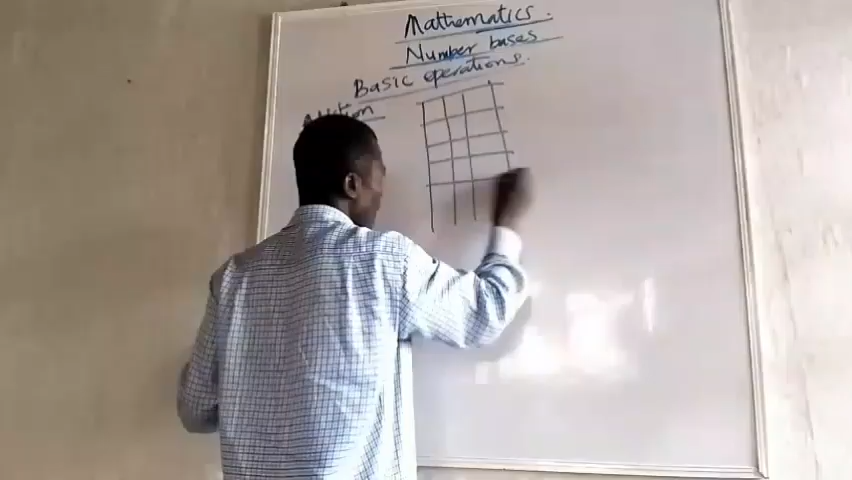 Mathematics.
Number bases
Basic operations.
Addition